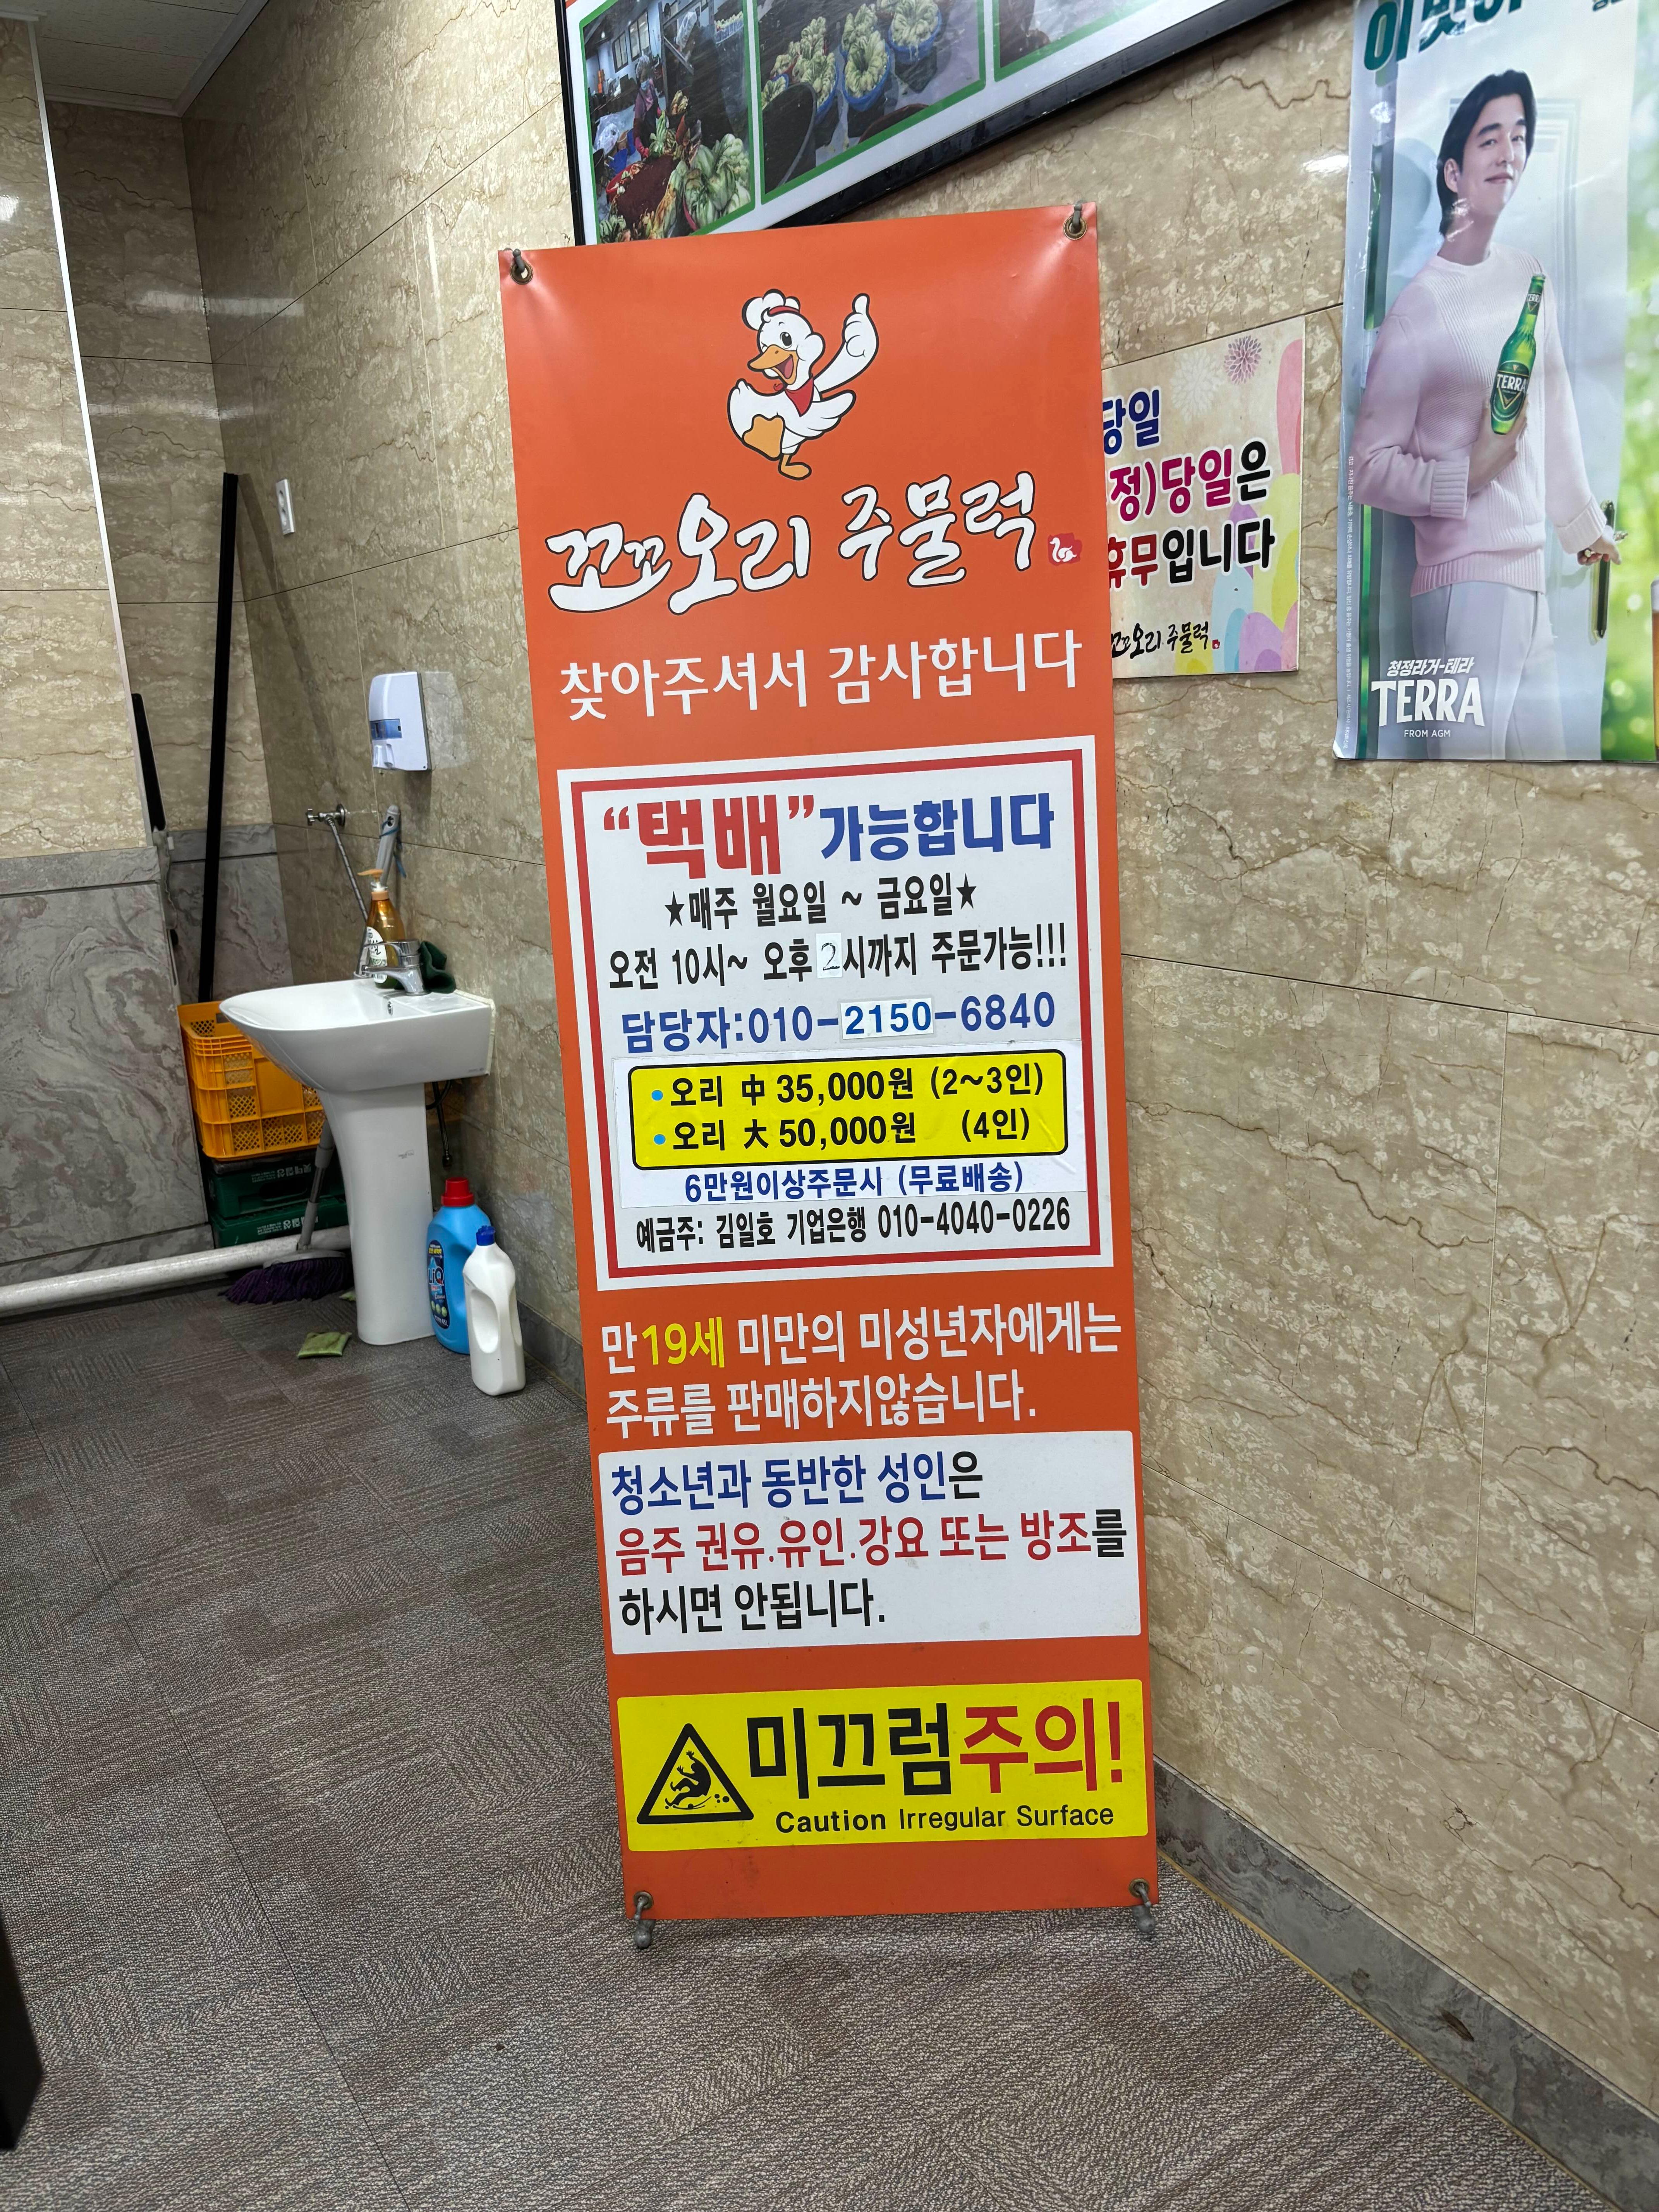 꼬꼬오리 주물럭
찾아주셔서 감사합니다
“택배”가능합니다
★매주 월요일 ~ 금요일★
오전 10시~ 오후 2시까지 주문가능!!!
담당자:010-2150-6840
•오리 中 35,000원 (2~3인)
•오리 大 50,000원 (4인)
6만원이상주문시 (무료배송)
예금주: 김일호 기업은행 010-4040-0226
만19세 미만의 미성년자에게는
주류를 판매하지않습니다.
청소년과 동반한 성인은
음주 권유.유인.강요 또는 방조를
하시면 안됩니다.
미끄럼주의!
Caution Irregular Surface
당일
정)당일은
휴무입니다
꼬오리 주물럭
TERRA
청정라거-테라
TERRA
FROM AGM
LiQ